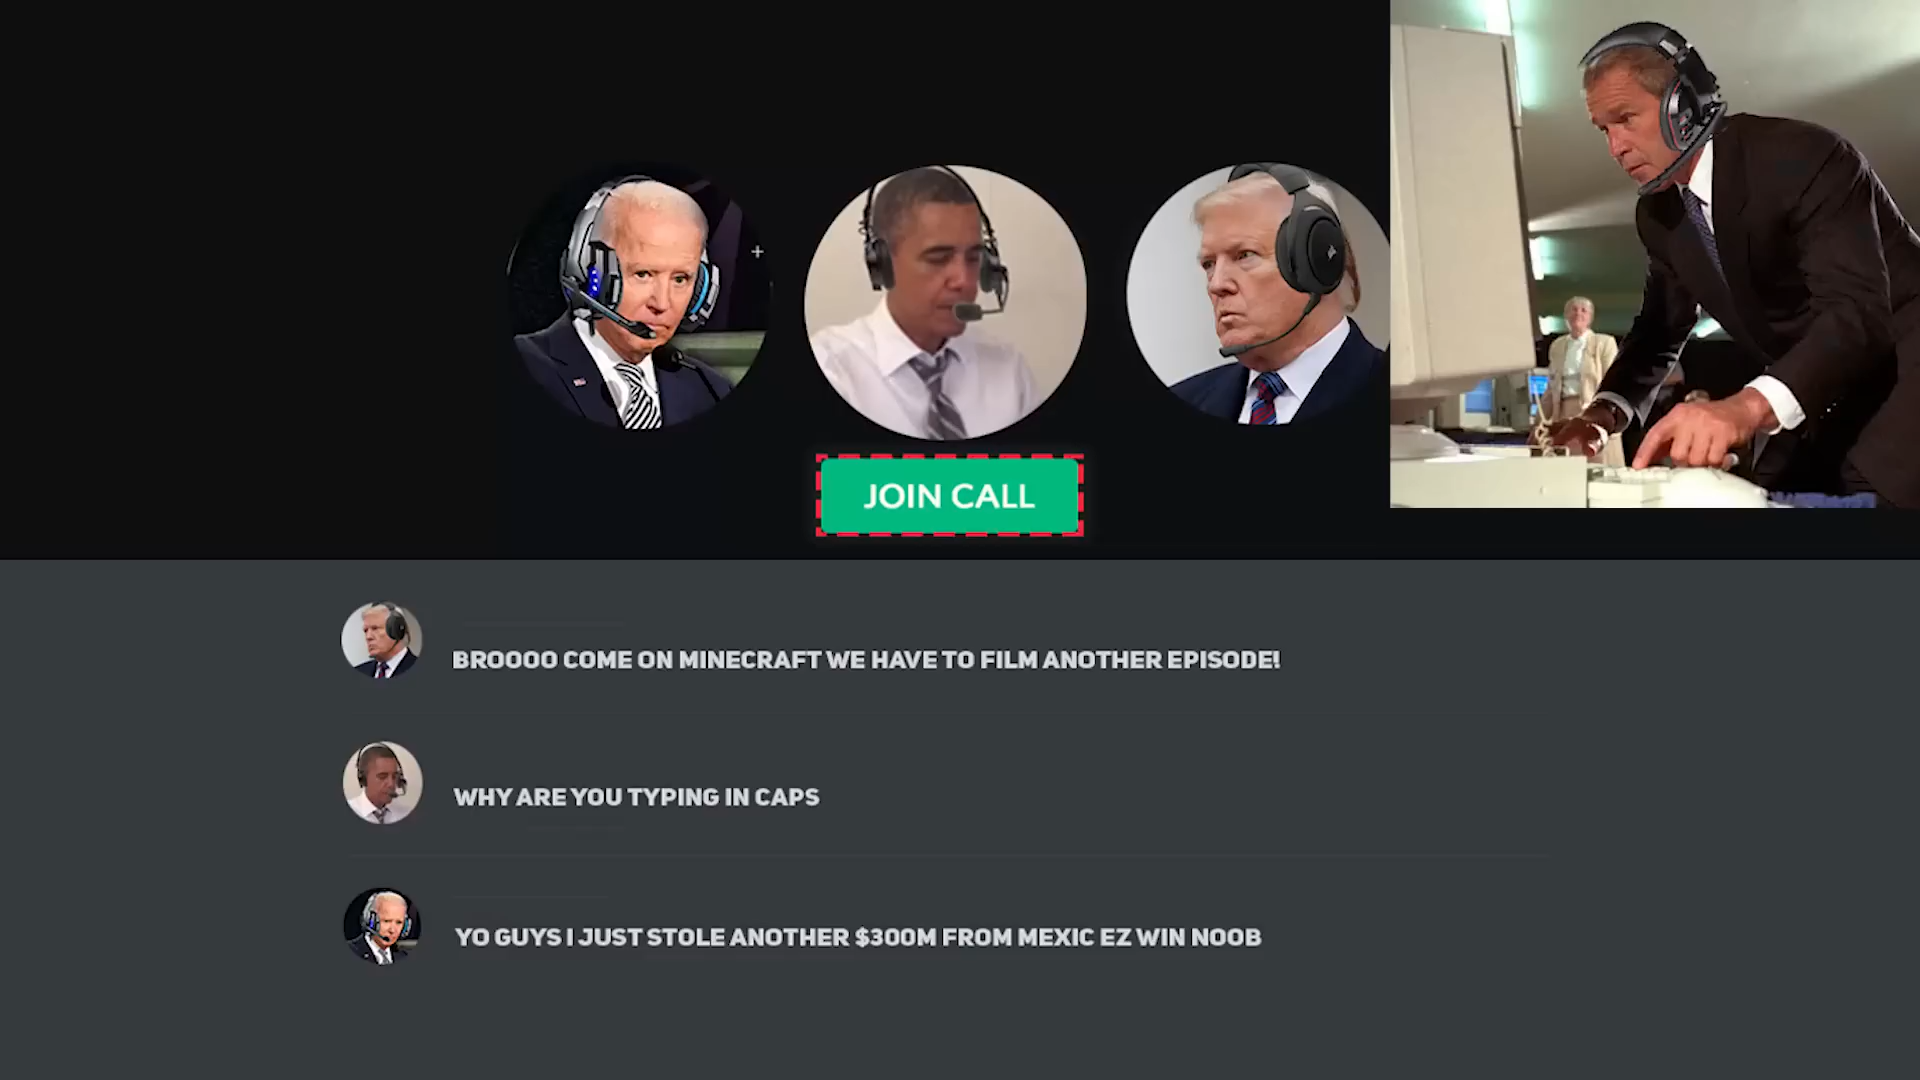 JOIN CALL
BROOOO COME ON MINECRAFT WE HAVE TO FILM ANOTHER EPISODE!
WHY ARE YOU TYPING IN CAPS
YO GUYS I JUST STOLE ANOTHER $300M FROM MEXIC EZ WIN NOOB